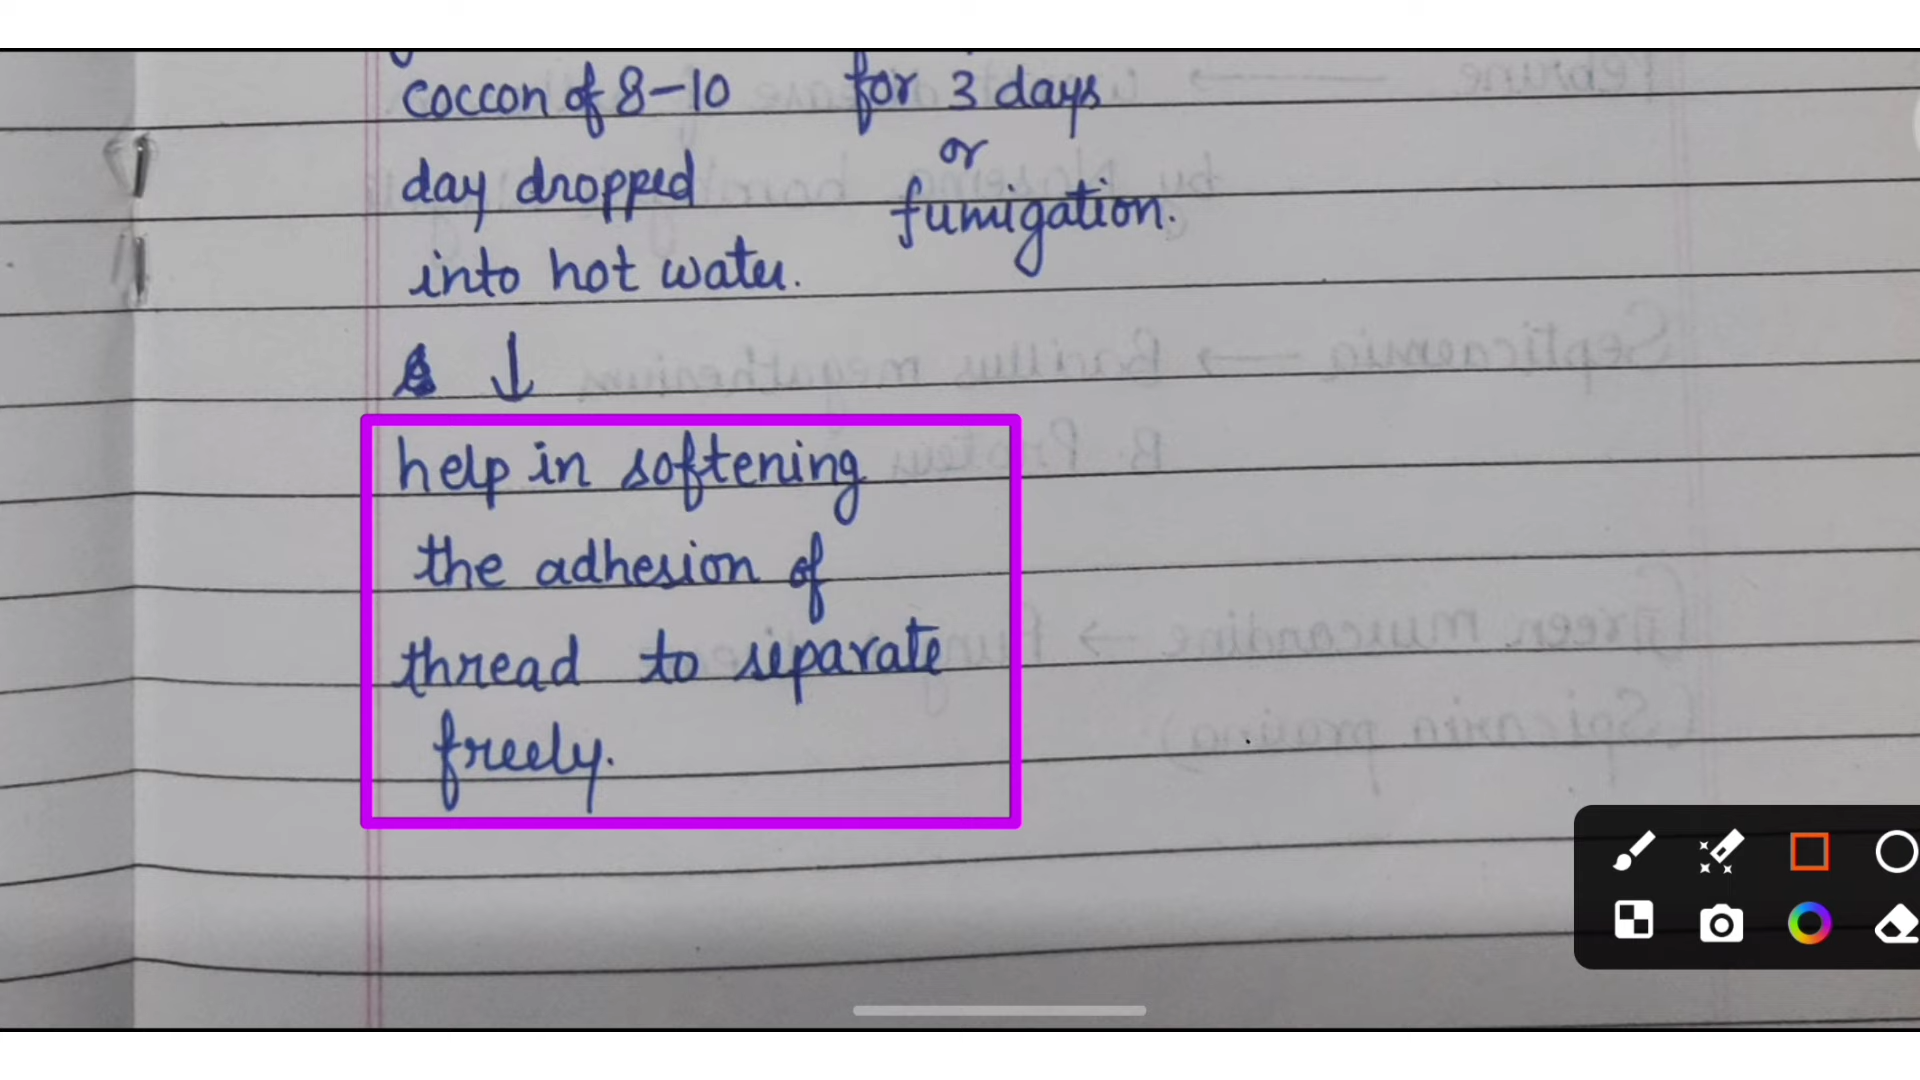 coccon of 8-10
day dropped
into hot water.
help in softening
the adhesion of
thread to separate
freely.
for 3 days
or
fumigation.